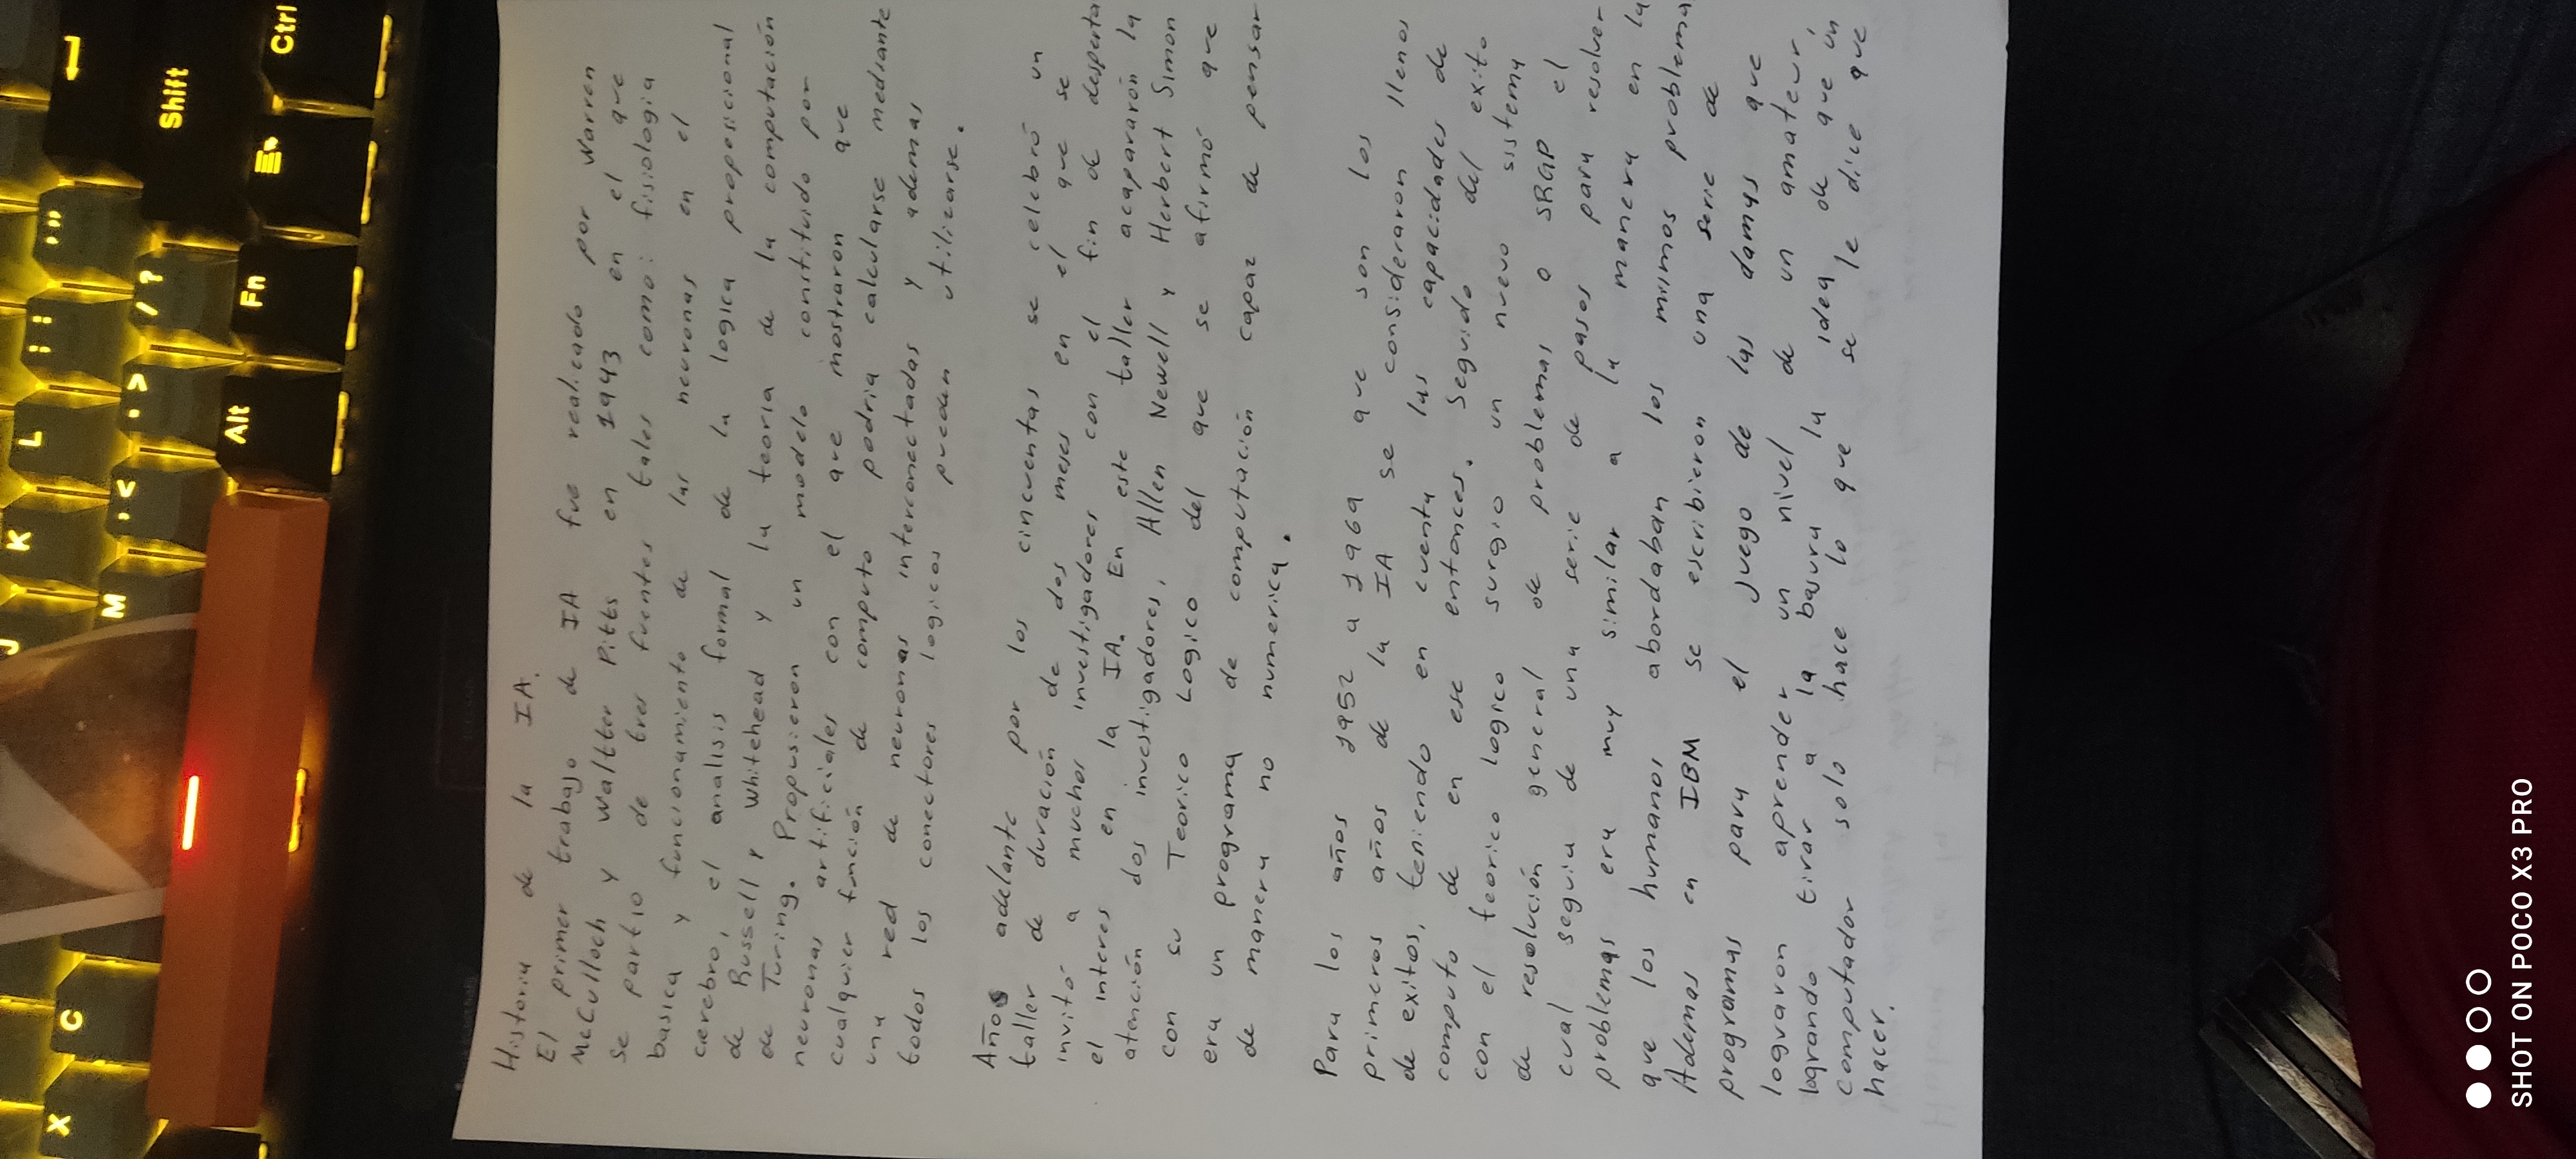 J K L ; : ' "
X C M , < . > / ? Shift
Alt Fn Ctrl
Historia de la IA.
El primer trabajo de IA fue realicado por Warren
McCulloch y Waltter Pitts en 1943 en el que
se partio de tres fuentes tales como: fisiologia
basica y funcionamiento de las neuronas en el
cerebro, el analisis formal de la logica proposicional
de Russell y Whitehead y la teoria de la computación
de Turing. Propusieron un modelo constituido por
neuronas artificiales con el que mostraron que
cualquier función de computo podria calcularse mediante
una red de neuronas interconectadas y ademas
todos los conectores logicos pueden utilizarse.
Años adelante por los cincuentas se celebró un
taller de duración de dos meses en el que se
invitó a muchos investigadores con el fin de desperta
el interes en la IA. En este taller acapararón la
atención dos investigadores, Allen Newell y Herbert Simon
con su Teorico Logico del que se afirmó que
era un programa de computación capaz de pensar
de manera no numerica.
Para los años 1952 a 1969 que son los
primeros años de la IA se consideraron llenos
de exitos, teniendo en cuenta las capacidades de
computo de en ese entonces. Seguido del exito
con el teorico logico surgio un nuevo sistema
de resolución general de problemas o SRGP el
cual seguia de una serie de pasos para resolver
problemas era muy similar a la manera en la
que los humanos abordaban los mismos problema
Ademas en IBM se escribieron una serie de
programas para el juego de las damas que
lograron aprender un nivel de un amateur,
logrando tirar a la basura la idea de que un
computador solo hace lo que se le dice que
hacer.
SHOT ON POCO X3 PRO